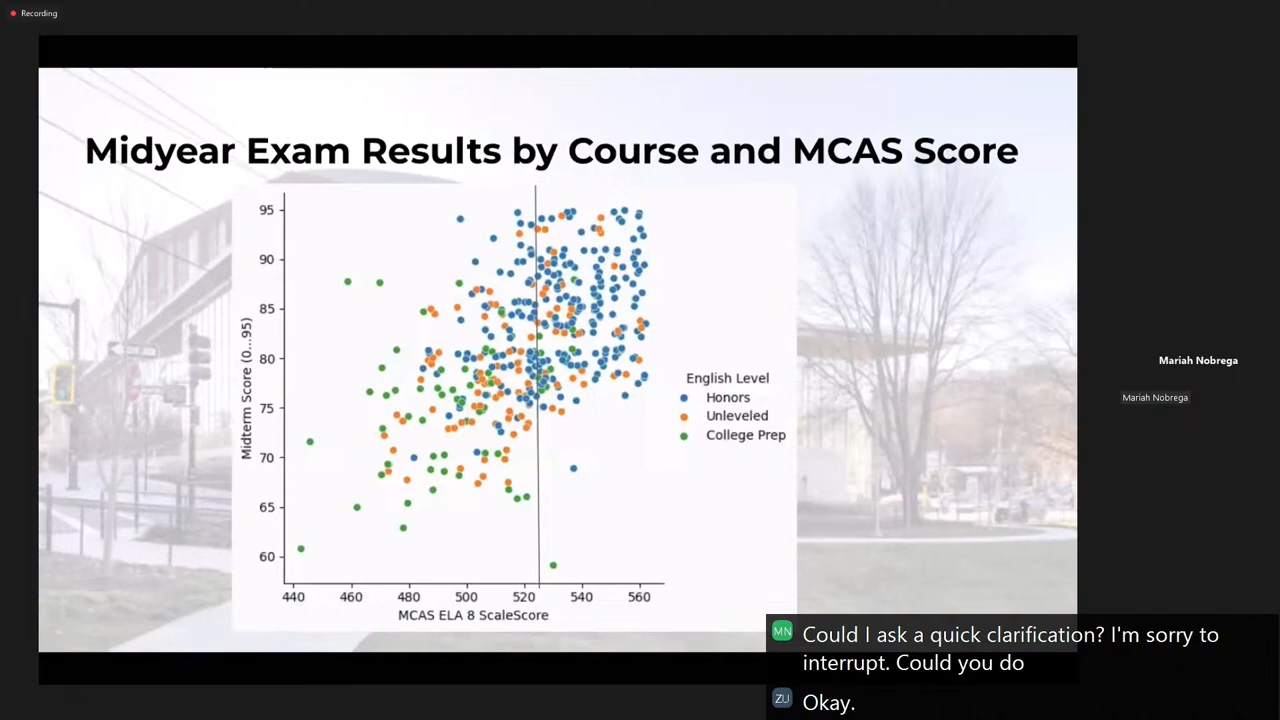 Recording
Midyear Exam Results by Course and MCAS Score
95
90
85
80
75
70
65
60
Midterm Score (0...95)
440 460 480 500 520 540 560
MCAS ELA 8 ScaleScore
English Level
Honors
Unleveled
College Prep
Mariah Nobrega
Mariah Nobrega
MN Could I ask a quick clarification? I'm sorry to
interrupt. Could you do
ZU Okay.